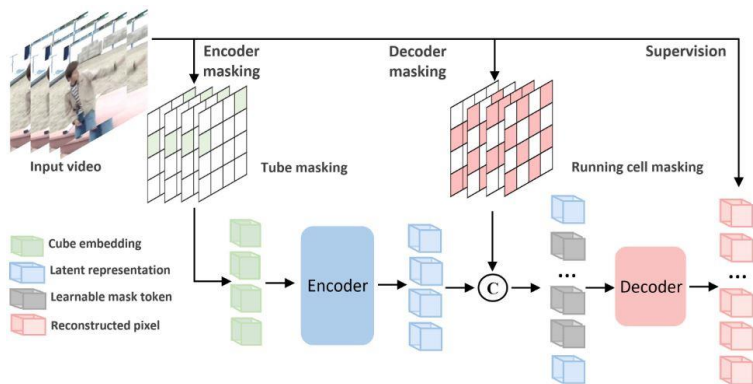 Encoder
masking
Decoder
masking
Supervision
Input video
Tube masking
Running cell masking
Cube embedding
Latent representation
Learnable mask token
Reconstructed pixel
Encoder
C
...
Decoder
...